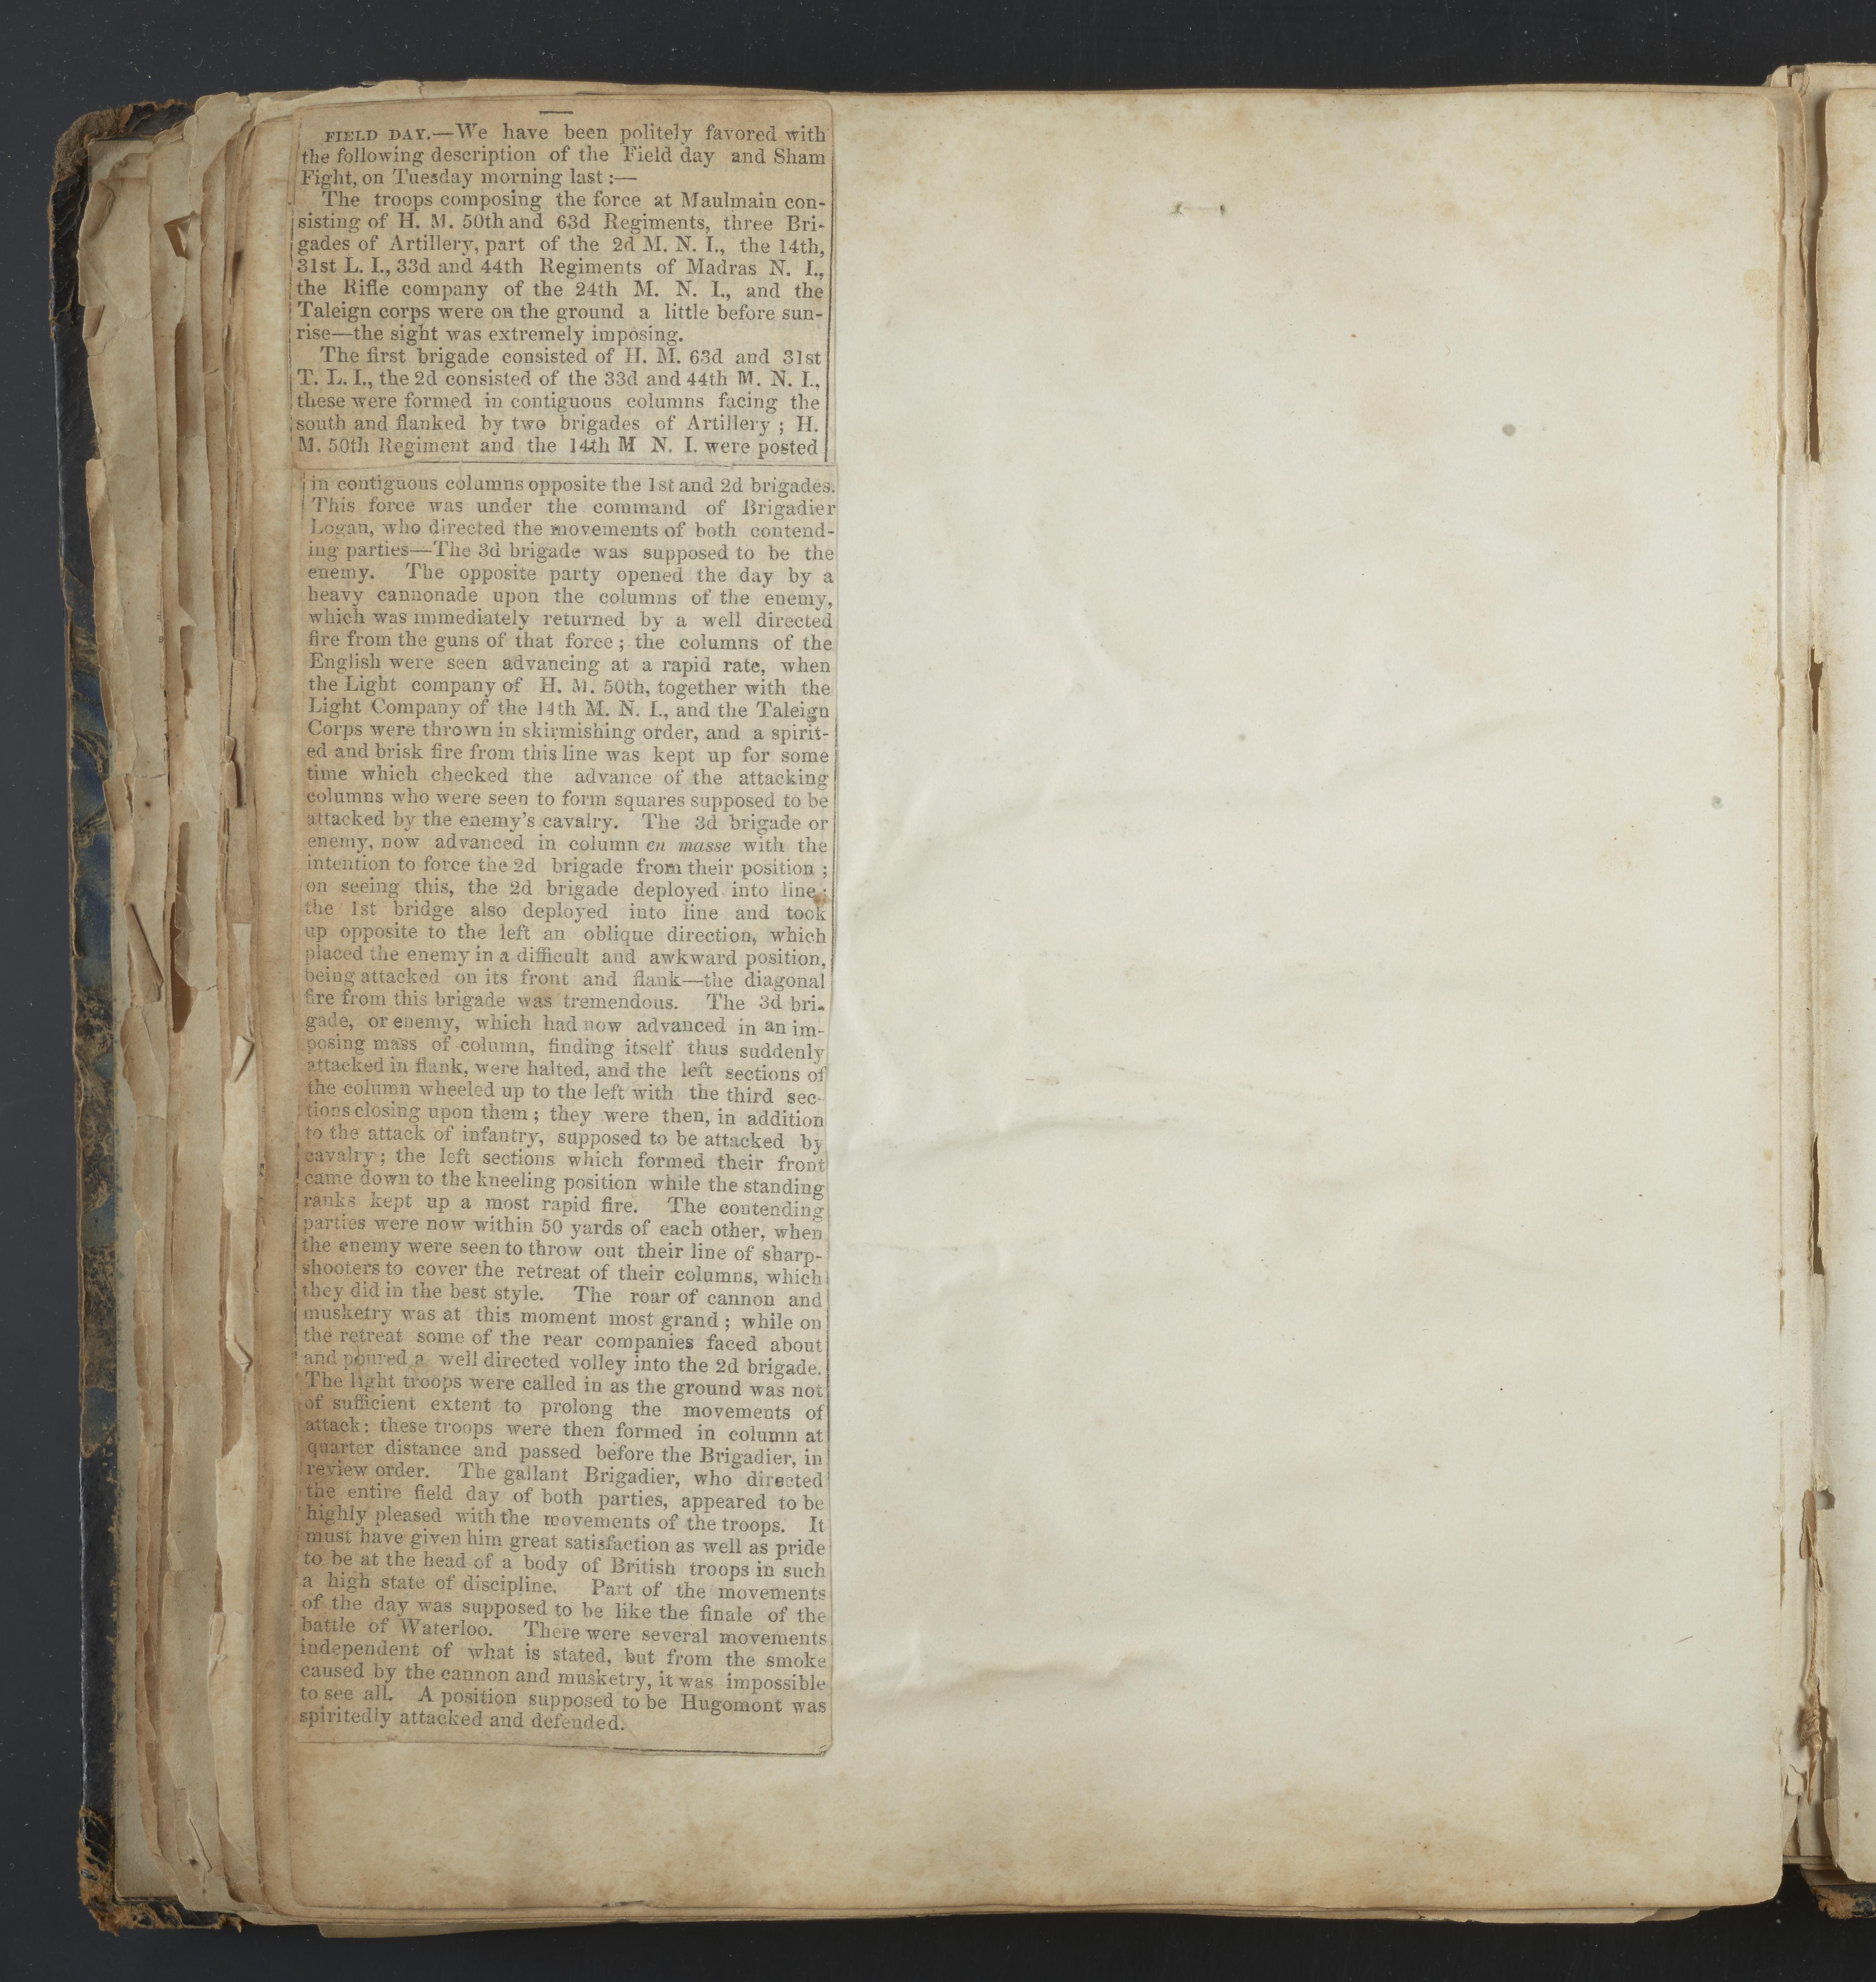 FIELD DAY.—We have been politely favored with
the following description of the Field day and Sham
Fight, on Tuesday morning last :—
The troops composing the force at Maulmain con-
sisting of H. M. 50th and 63d Regiments, three Bri-
gades of Artillery, part of the 2d M. N. I., the 14th,
31st L. I., 33d and 44th Regiments of Madras N. I.,
the Rifle company of the 24th M. N. I., and the
Taleign corps were on the ground a little before sun-
rise—the sight was extremely imposing.
The first brigade consisted of H. M. 63d and 31st
T. L. I., the 2d consisted of the 33d and 44th M. N. I.,
these were formed in contiguous columns facing the
south and flanked by two brigades of Artillery ; H.
M. 50th Regiment and the 14th M N. I. were posted
in contiguous columns opposite the 1st and 2d brigades.
This force was under the command of Brigadier
Logan, who directed the movements of both contend-
ing parties—The 3d brigade was supposed to be the
enemy. The opposite party opened the day by a
heavy cannonade upon the columns of the enemy,
which was immediately returned by a well directed
fire from the guns of that force ; the columns of the
English were seen advancing at a rapid rate, when
the Light company of H. M. 50th, together with the
Light Company of the 14th M. N. I., and the Taleign
Corps were thrown in skirmishing order, and a spirit-
ed and brisk fire from this line was kept up for some
time which checked the advance of the attacking
columns who were seen to form squares supposed to be
attacked by the enemy's cavalry. The 3d brigade or
enemy, now advanced in column en masse with the
intention to force the 2d brigade from their position ;
on seeing this, the 2d brigade deployed into line ;
the 1st bridge also deployed into line and took
up opposite to the left an oblique direction, which
placed the enemy in a difficult and awkward position,
being attacked on its front and flank—the diagonal
fire from this brigade was tremendous. The 3d bri-
gade, or enemy, which had now advanced in an im-
posing mass of column, finding itself thus suddenly
attacked in flank, were halted, and the left sections of
the column wheeled up to the left with the third sec-
tions closing upon them ; they were then, in addition
to the attack of infantry, supposed to be attacked by
cavalry ; the left sections which formed their front
came down to the kneeling position while the standing
ranks kept up a most rapid fire. The contending
parties were now within 50 yards of each other, when
the enemy were seen to throw out their line of sharp-
shooters to cover the retreat of their columns, which
they did in the best style. The roar of cannon and
musketry was at this moment most grand ; while on
the retreat some of the rear companies faced about
and poured a well directed volley into the 2d brigade.
The light troops were called in as the ground was not
of sufficient extent to prolong the movements of
attack: these troops were then formed in column at
quarter distance and passed before the Brigadier, in
review order. The gallant Brigadier, who directed
the entire field day of both parties, appeared to be
highly pleased with the movements of the troops. It
must have given him great satisfaction as well as pride
to be at the head of a body of British troops in such
a high state of discipline. Part of the movements
of the day was supposed to be like the finale of the
battle of Waterloo. There were several movements
independent of what is stated, but from the smoke
caused by the cannon and musketry, it was impossible
to see all. A position supposed to be Hugomont was
spiritedly attacked and defended.